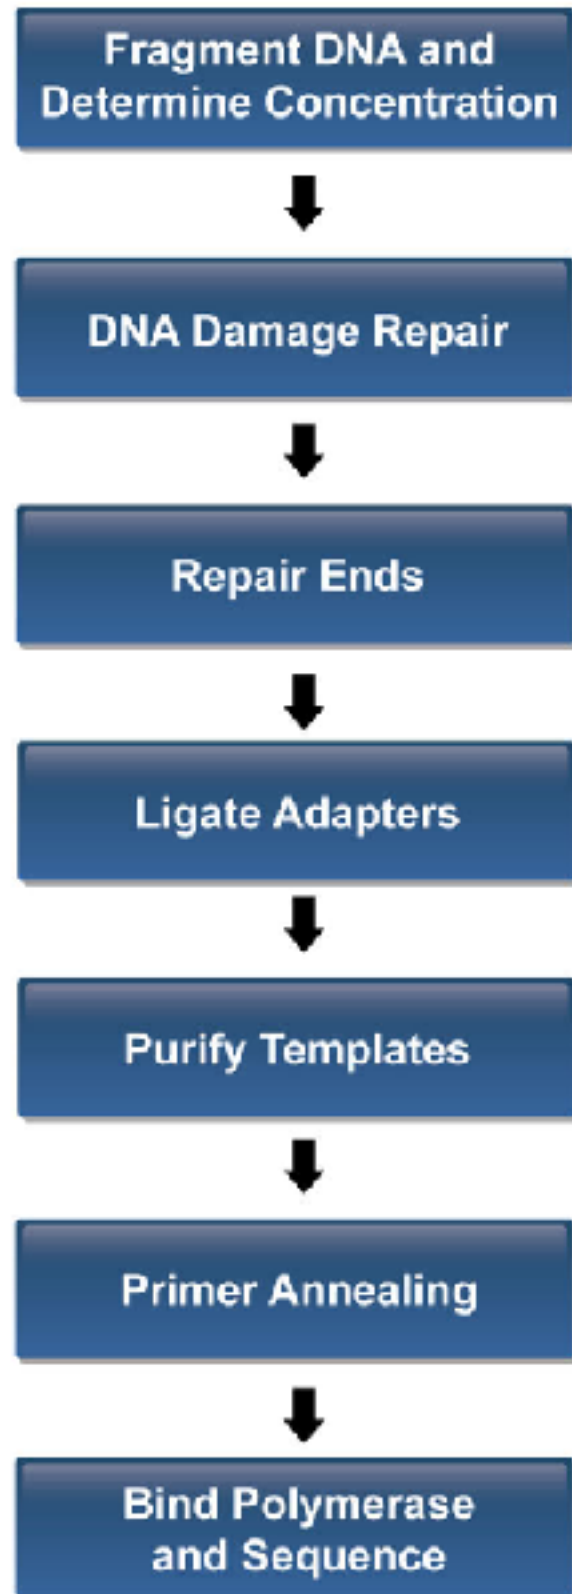 Fragment DNA and
Determine Concentration
DNA Damage Repair
Repair Ends
Ligate Adapters
Purify Templates
Primer Annealing
Bind Polymerase
and Sequence